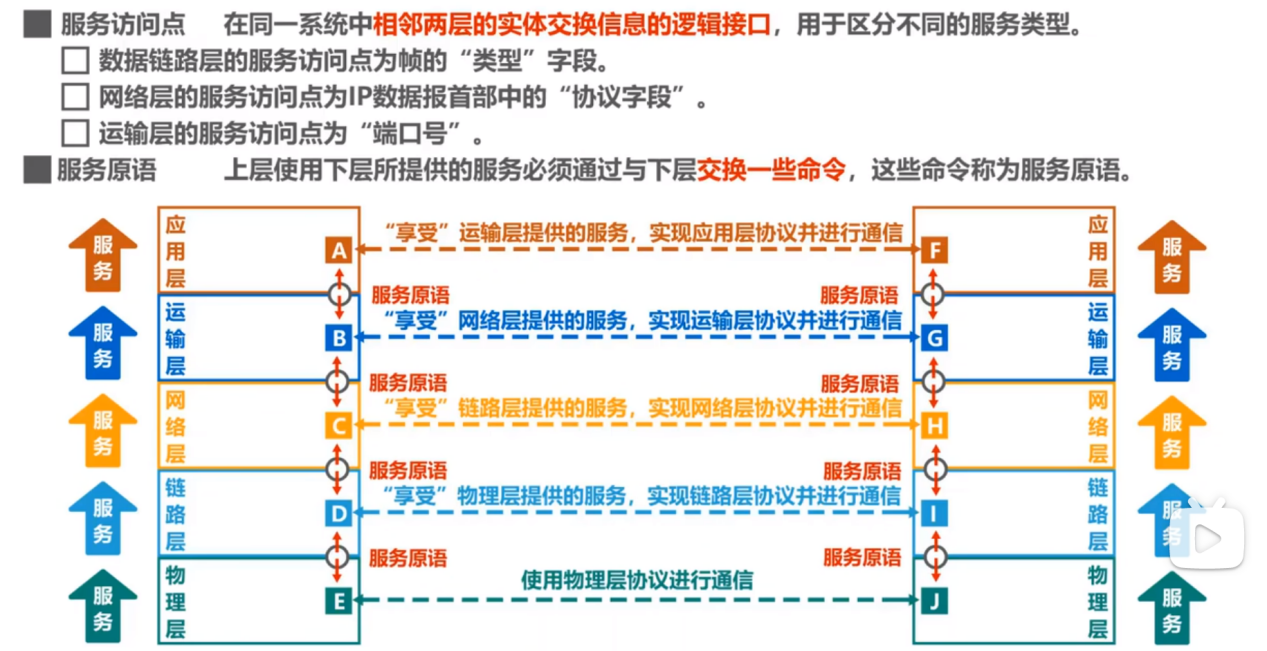 服务访问点 在同一系统中相邻两层的实体交换信息的逻辑接口，用于区分不同的服务类型。
数据链路层的服务访问点为帧的“类型”字段。
网络层的服务访问点为IP数据报首部中的“协议字段”。
运输层的服务访问点为“端口号”。
服务原语 上层使用下层所提供的服务必须通过与下层交换一些命令，这些命令称为服务原语。
服务 应用层 A “享受”运输层提供的服务，实现应用层协议并进行通信 F 应用层 服务
服务原语 服务原语
服务 运输层 B “享受”网络层提供的服务，实现运输层协议并进行通信 G 运输层 服务
服务原语 服务原语
服务 网络层 C “享受”链路层提供的服务，实现网络层协议并进行通信 H 网络层 服务
服务原语 服务原语
服务 链路层 D “享受”物理层提供的服务，实现链路层协议并进行通信 I 链路层 服务
服务原语 服务原语
服务 物理层 E 使用物理层协议进行通信 J 物理层 服务